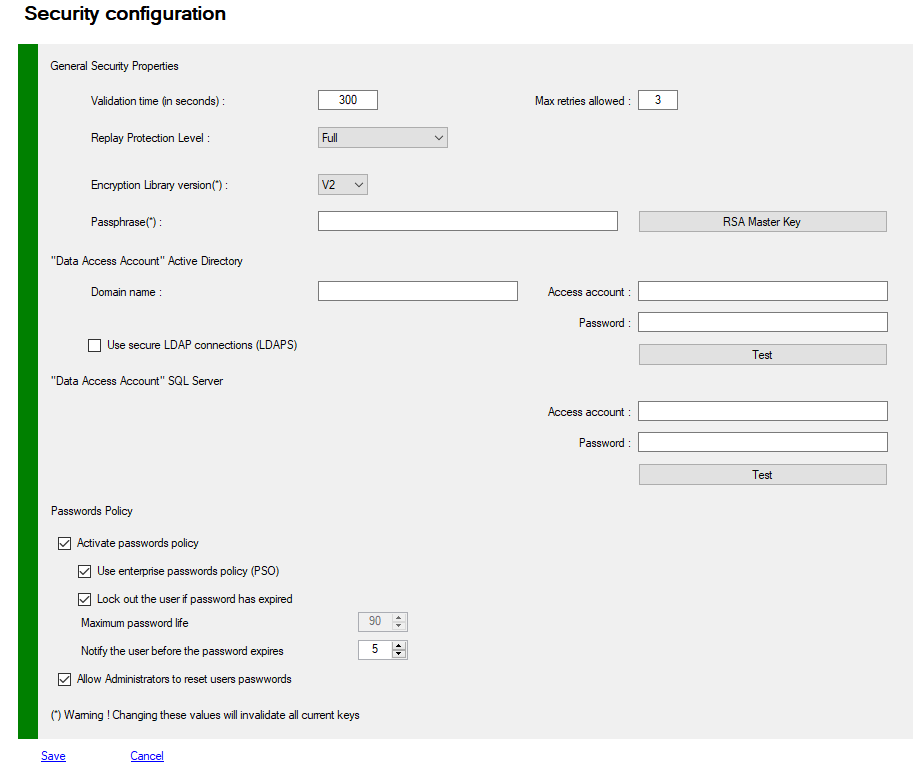 Security configuration
General Security Properties
Validation time (in seconds) : 300 Max retries allowed : 3
Replay Protection Level : Full
Encryption Library version(*) : V2
Passphrase(*) : RSA Master Key
"Data Access Account" Active Directory
Domain name : Access account :
Password :
Use secure LDAP connections (LDAPS)
Test
"Data Access Account" SQL Server
Access account :
Password :
Test
Passwords Policy
Activate passwords policy
Use enterprise passwords policy (PSO)
Lock out the user if password has expired
Maximum password life 90
Notify the user before the password expires 5
Allow Administrators to reset users paswwords
(*) Warning ! Changing these values will invalidate all current keys
Save Cancel